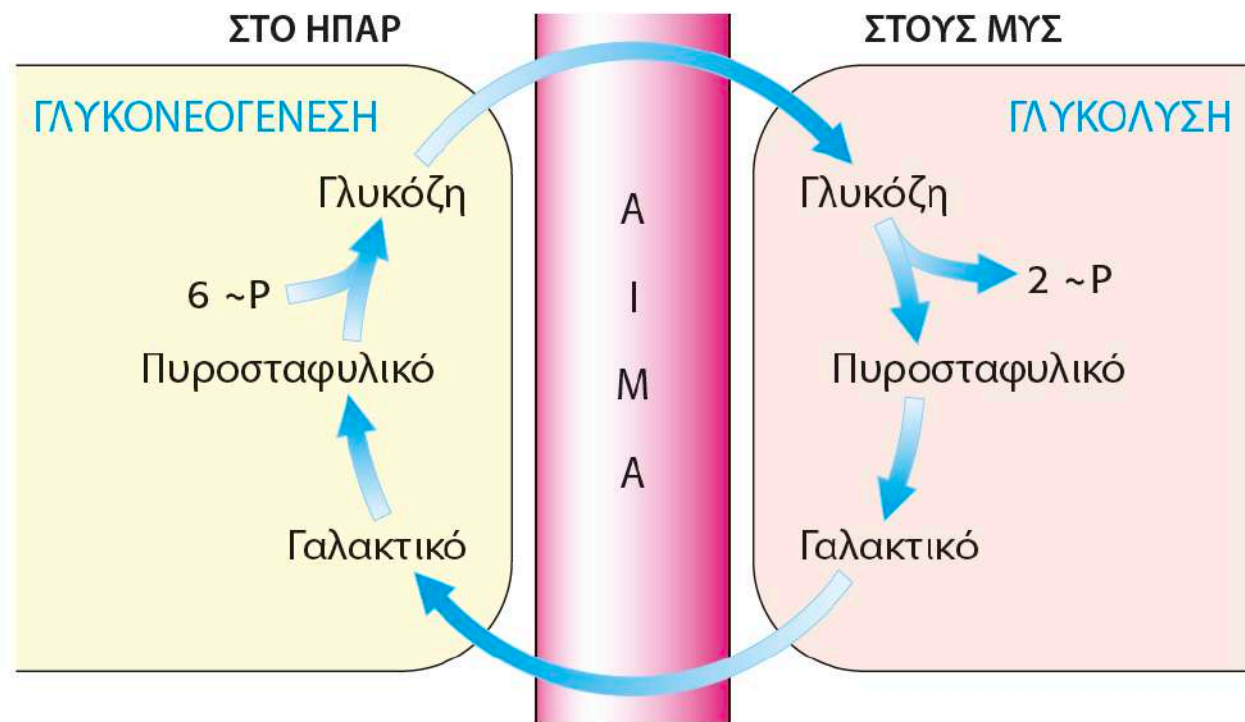 ΣΤΟ ΗΠΑΡ
ΓΛΥΚΟΝΕΟΓΕΝΕΣΗ
Γλυκόζη
6 ~P
Πυροσταφυλικό
Γαλακτικό
Α
Ι
Μ
Α
ΣΤΟΥΣ ΜΥΣ
ΓΛΥΚΟΛΥΣΗ
Γλυκόζη
2 ~P
Πυροσταφυλικό
Γαλακτικό